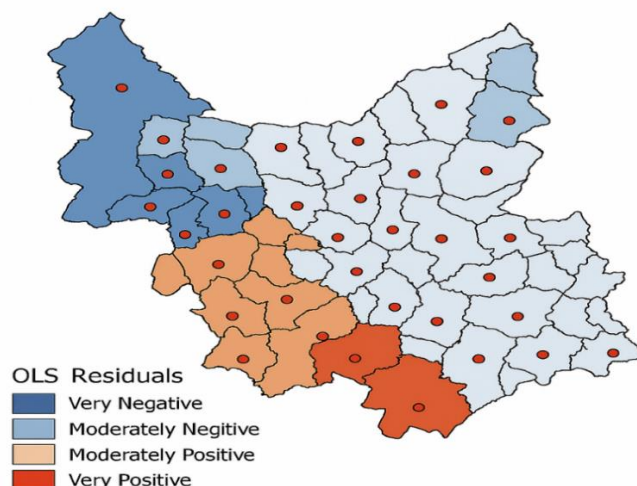 OLS Residuals
Very Negative
Moderately Negitive
Moderately Positive
Very Positive